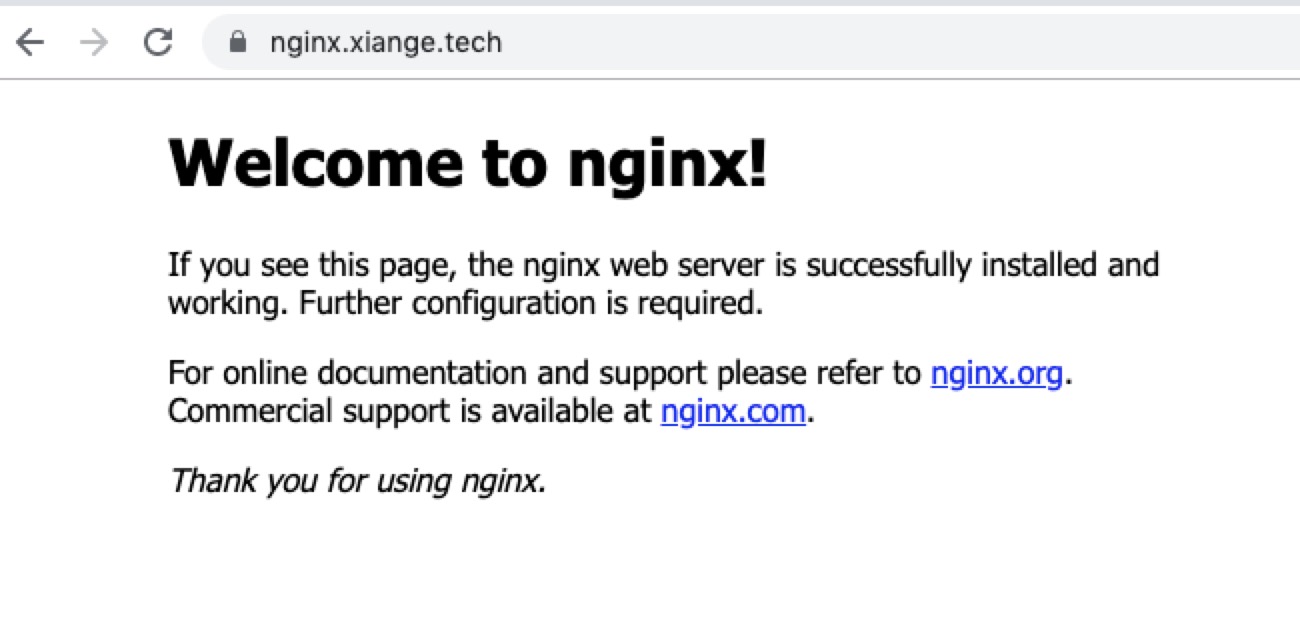 nginx.xiange.tech
Welcome to nginx!
If you see this page, the nginx web server is successfully installed and
working. Further configuration is required.
For online documentation and support please refer to nginx.org.
Commercial support is available at nginx.com.
Thank you for using nginx.